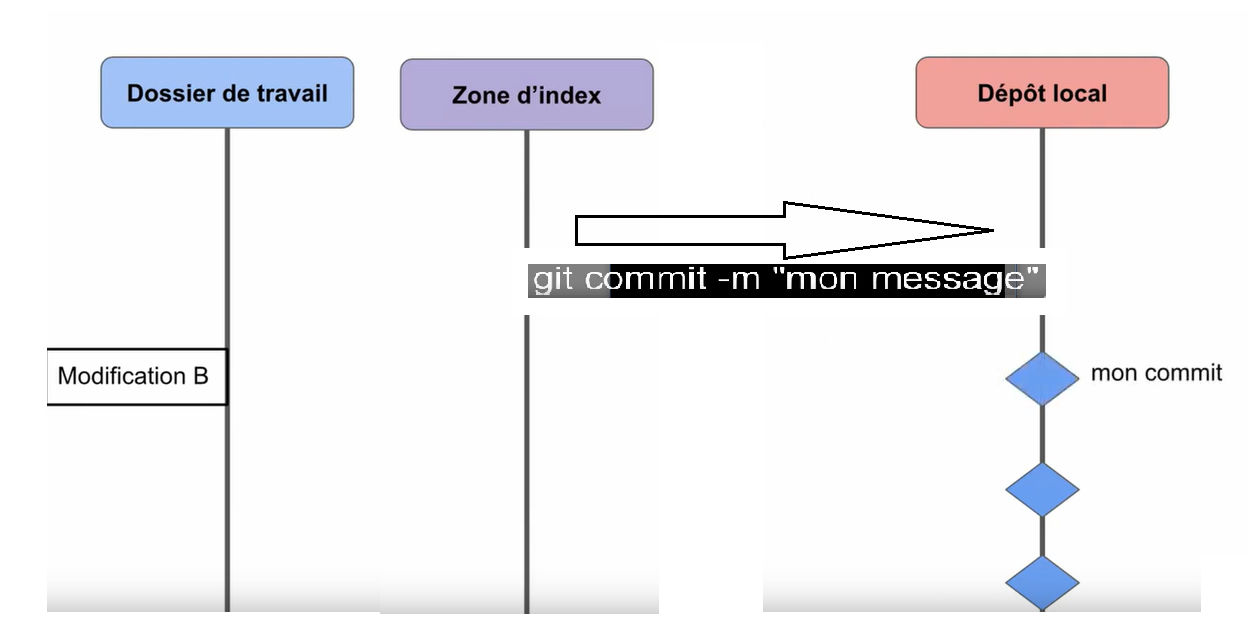 Dossier de travail
Zone d’index
Dépôt local
git commit -m "mon message"
Modification B
mon commit